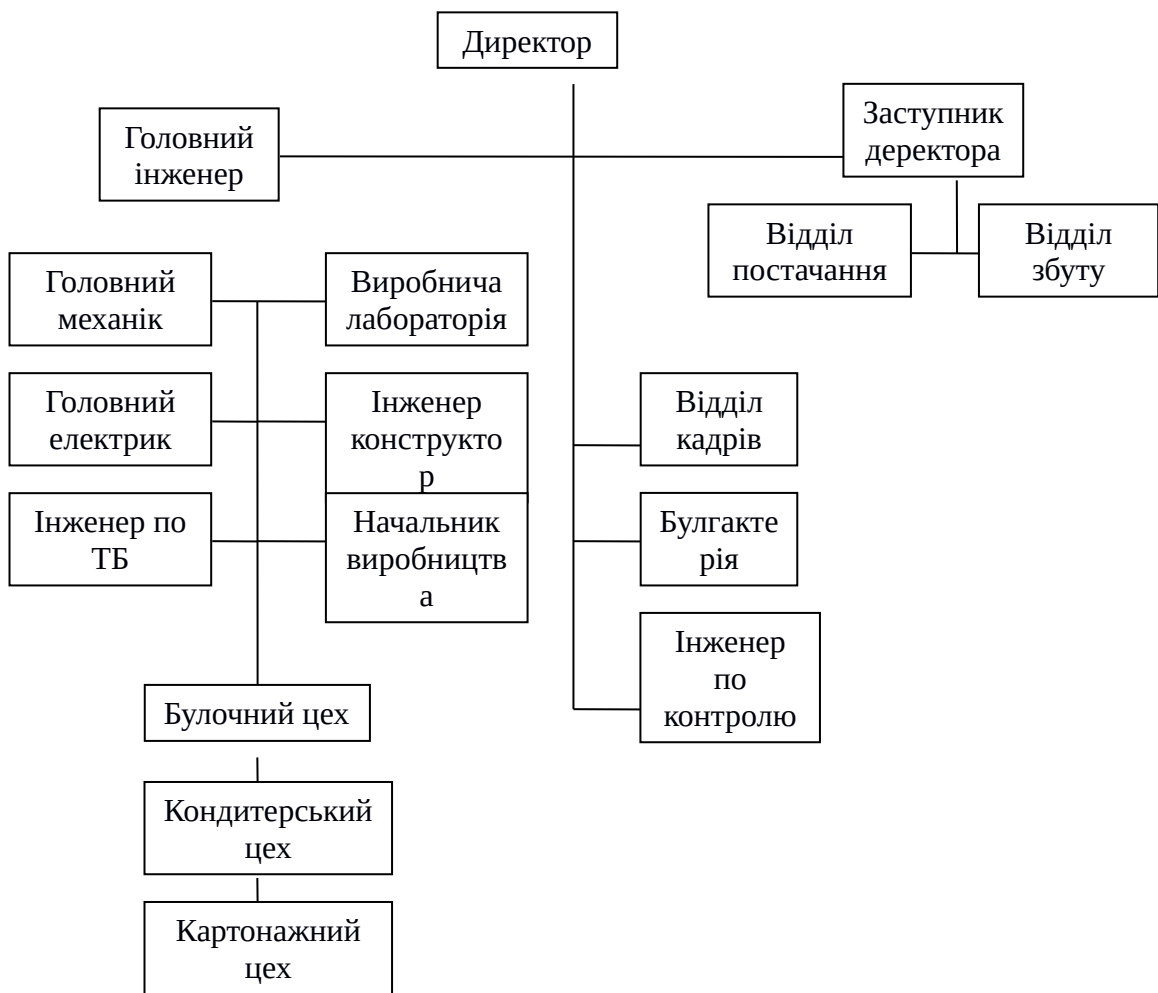 Директор
Головний
інженер
Заступник
деректора
Відділ
постачання
Відділ
збуту
Головний
механік
Виробнича
лабораторія
Головний
електрик
Інженер
конструкто
р
Відділ
кадрів
Інженер по
ТБ
Начальник
виробництв
а
Булгакте
рія
Інженер
по
контролю
Булочний цех
Кондитерський
цех
Картонажний
цех